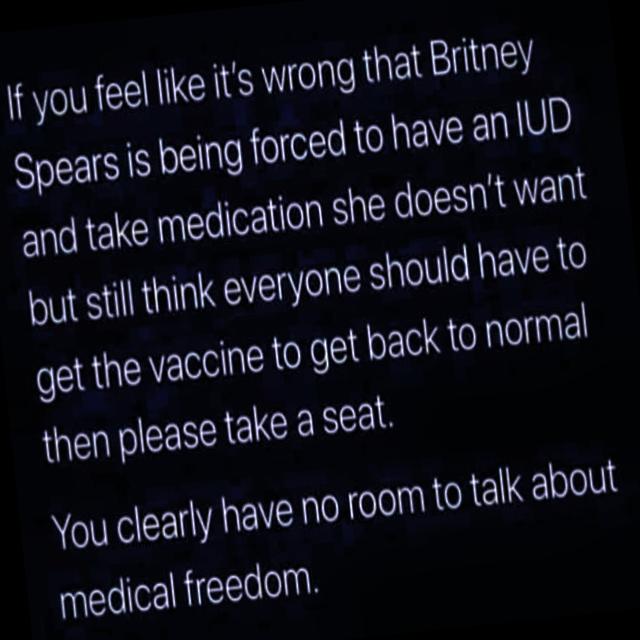 If you feel like it's wrong that Britney
Spears is being forced to have an IUD
and take medication she doesn't want
but still think everyone should have to
get the vaccine to get back to normal
then please take a seat.
You clearly have no room to talk about
medical freedom.